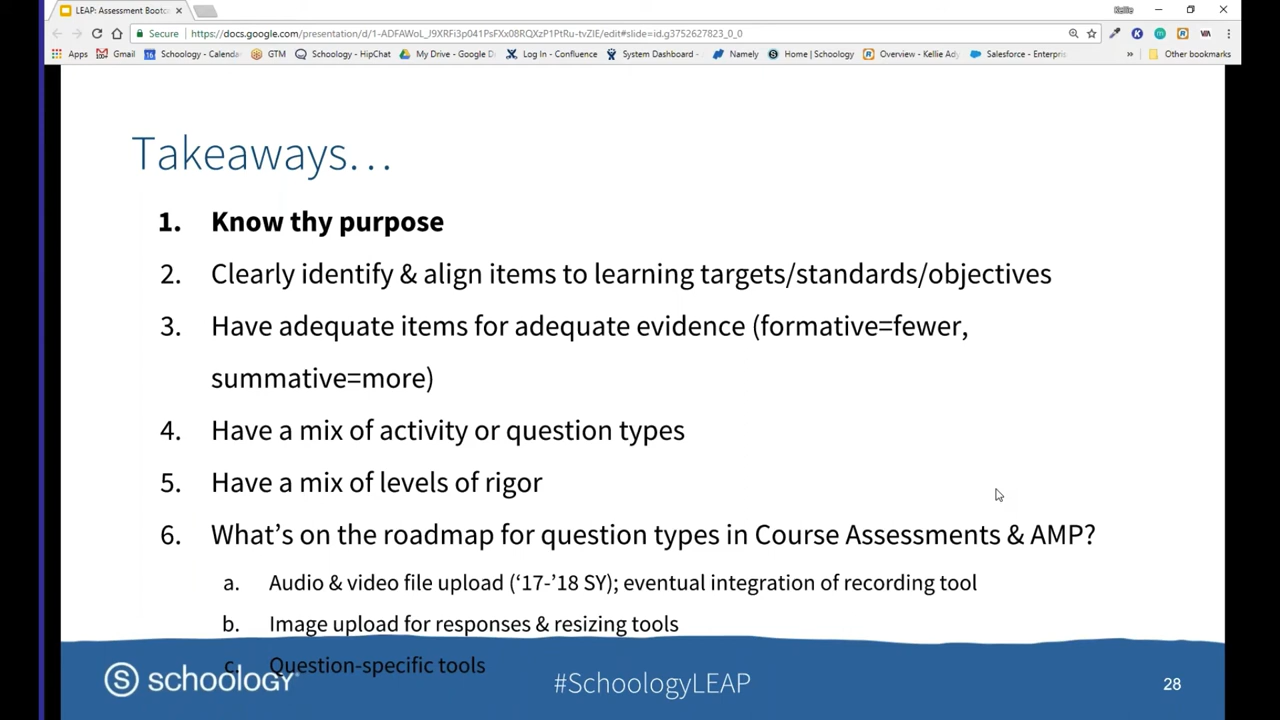 LEAP: Assessment Bootc
Kellie
Secure
https://docs.google.com/presentation/d/1-ADFAWoL_J9XRFi3p041PsFXx08RQXzP1PtRu-tvZIE/edit#slide=id.g3752627823_0_0
Apps Gmail Schoology - Calenda GTM Schoology - HipChat My Drive - Google D Log In - Confluence System Dashboard - Namely Home | Schoology Overview - Kellie Ady Salesforce - Enterpris » Other bookmarks
Takeaways…
1. Know thy purpose
2. Clearly identify & align items to learning targets/standards/objectives
3. Have adequate items for adequate evidence (formative=fewer,
summative=more)
4. Have a mix of activity or question types
5. Have a mix of levels of rigor
6. What’s on the roadmap for question types in Course Assessments & AMP?
a. Audio & video file upload (‘17-’18 SY); eventual integration of recording tool
b. Image upload for responses & resizing tools
c. Question-specific tools
S schoology
#SchoologyLEAP
28